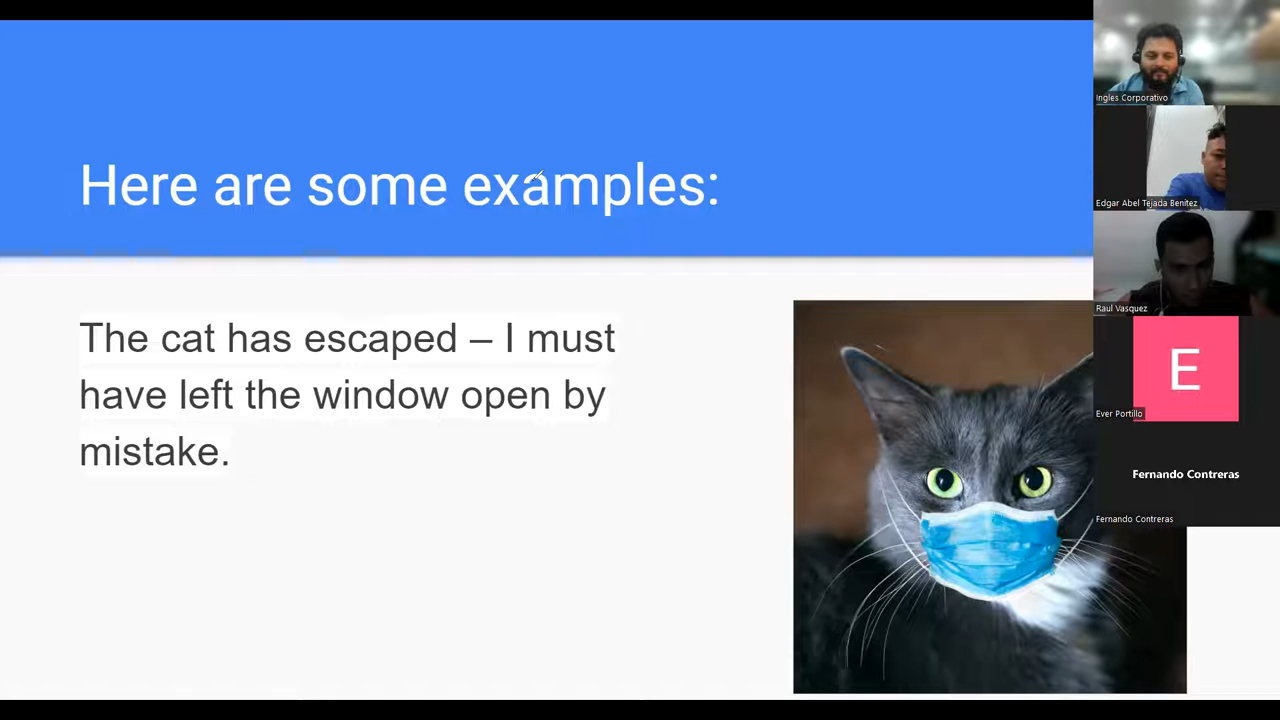 Here are some examples:
The cat has escaped – I must
have left the window open by
mistake.
Ingles Corporativo
Edgar Abel Tejada Benitez
Raul Vasquez
E
Ever Portillo
Fernando Contreras
Fernando Contreras